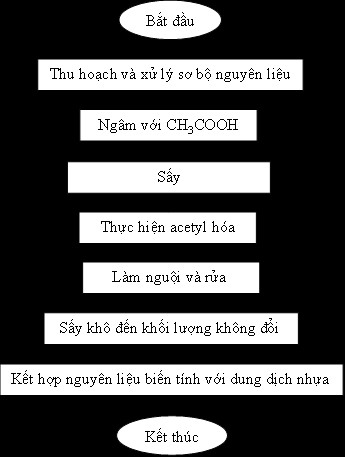 Bắt đầu
Thu hoạch và xử lý sơ bộ nguyên liệu
Ngâm với CH₃COOH
Sấy
Thực hiện acetyl hóa
Làm nguội và rửa
Sấy khô đến khối lượng không đổi
Kết hợp nguyên liệu biến tính với dung dịch nhựa
Kết thúc